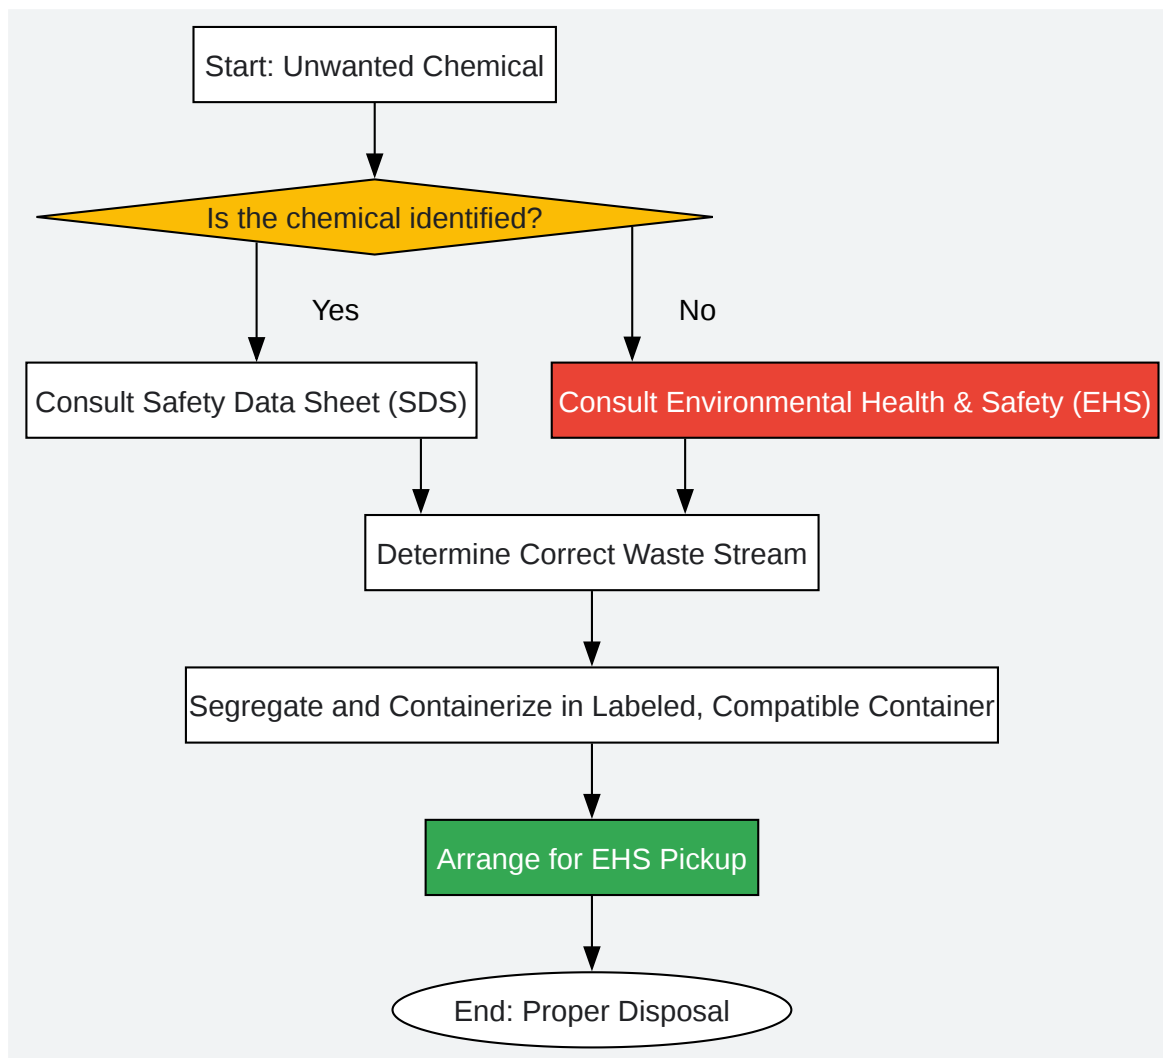 Start: Unwanted Chemical
Is the chemical identified?
Yes
No
Consult Safety Data Sheet (SDS)
Consult Environmental Health & Safety (EHS)
Determine Correct Waste Stream
Segregate and Containerize in Labeled, Compatible Container
Arrange for EHS Pickup
End: Proper Disposal